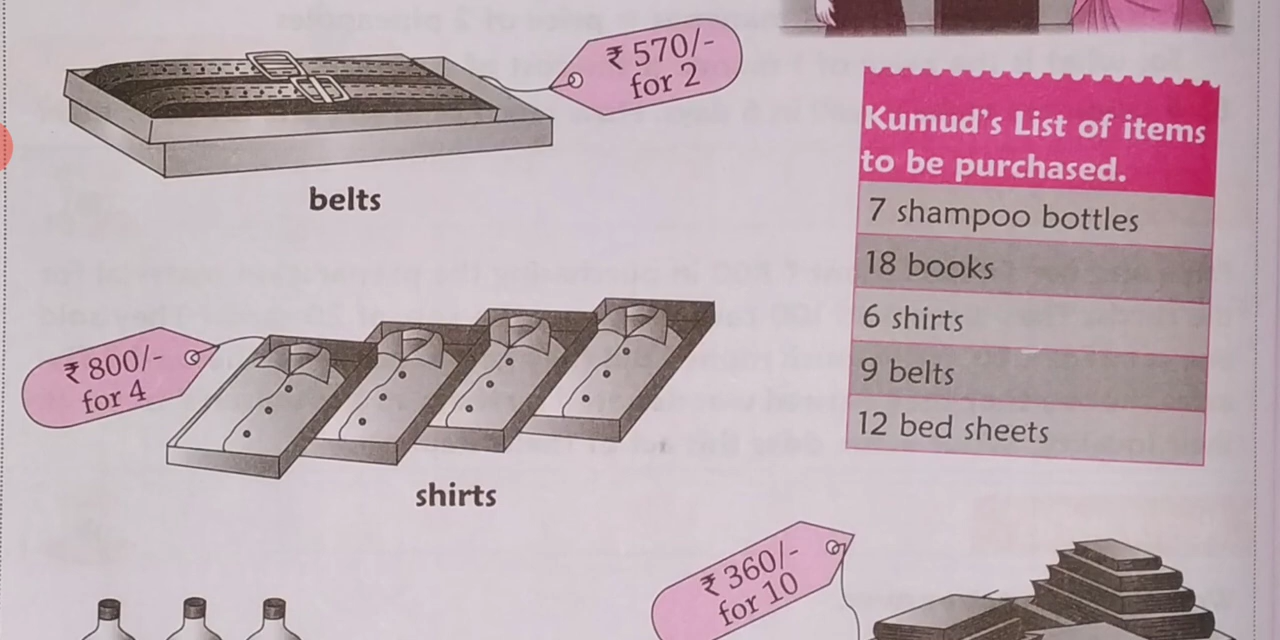 ₹ 570/-
for 2
belts
Kumud's List of items
to be purchased.
7 shampoo bottles
18 books
6 shirts
9 belts
12 bed sheets
₹ 800/-
for 4
shirts
₹ 360/-
for 10